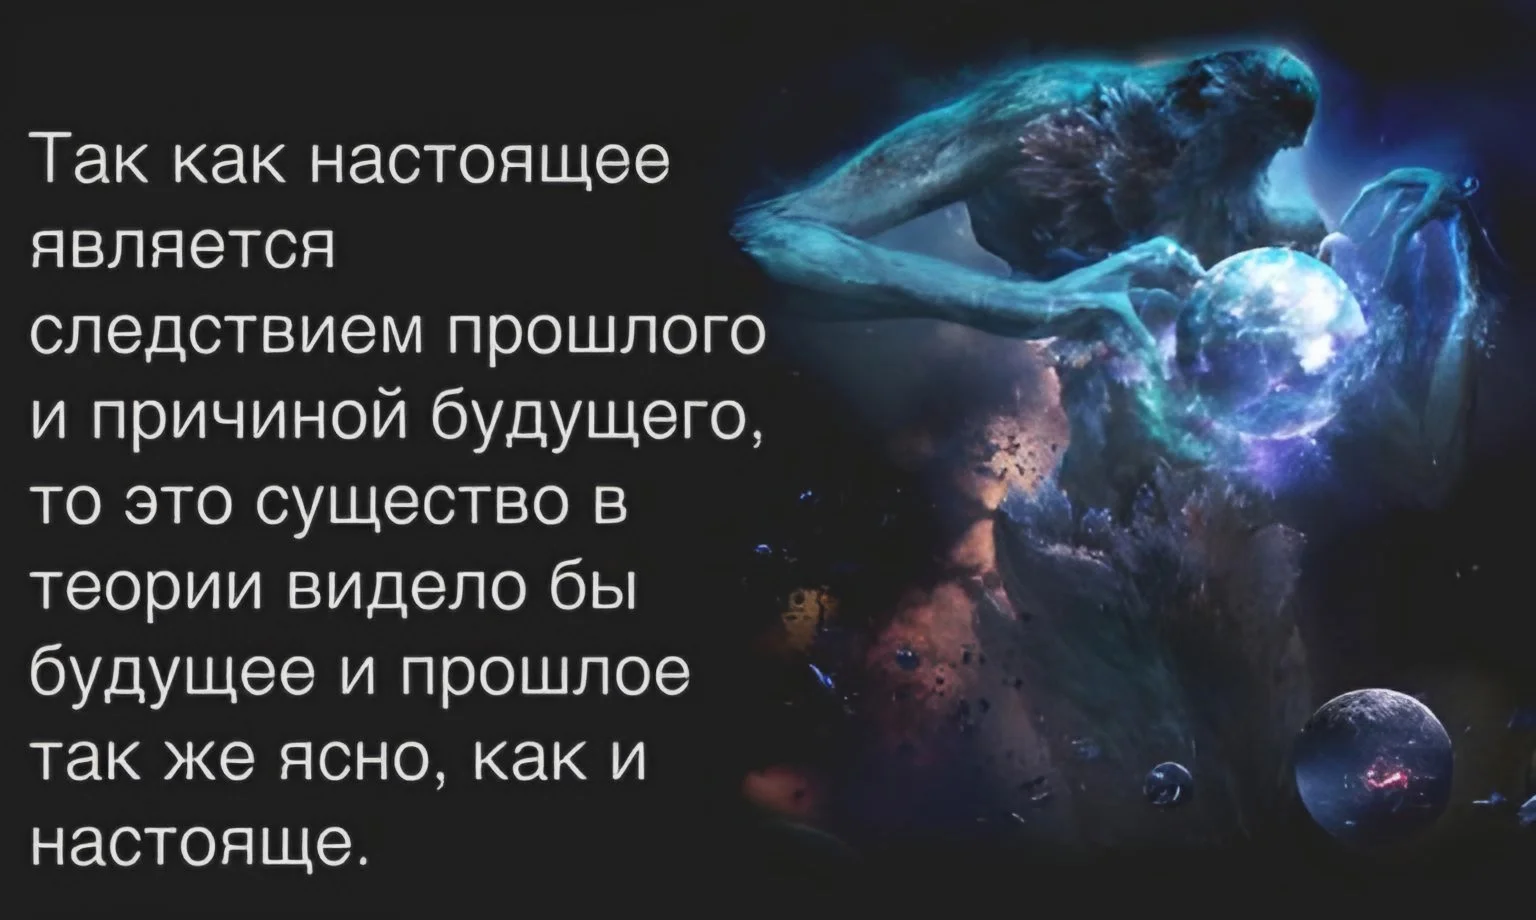 Так как настоящее
является
следствием прошлого
и причиной будущего,
то это существо в
теории видело бы
будущее и прошлое
так же ясно, как и
настояще.